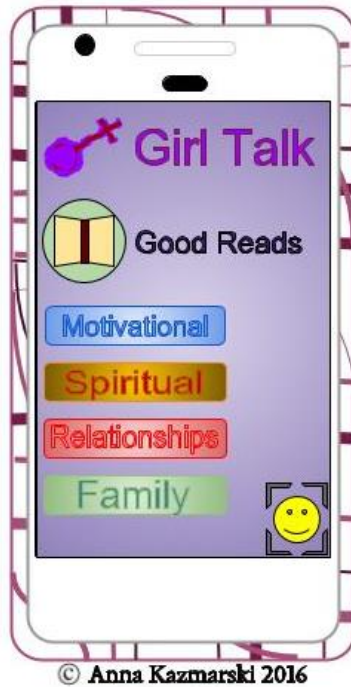 Girl Talk
Good Reads
Motivational
Spiritual
Relationships
Family
© Anna Kazmarski 2016